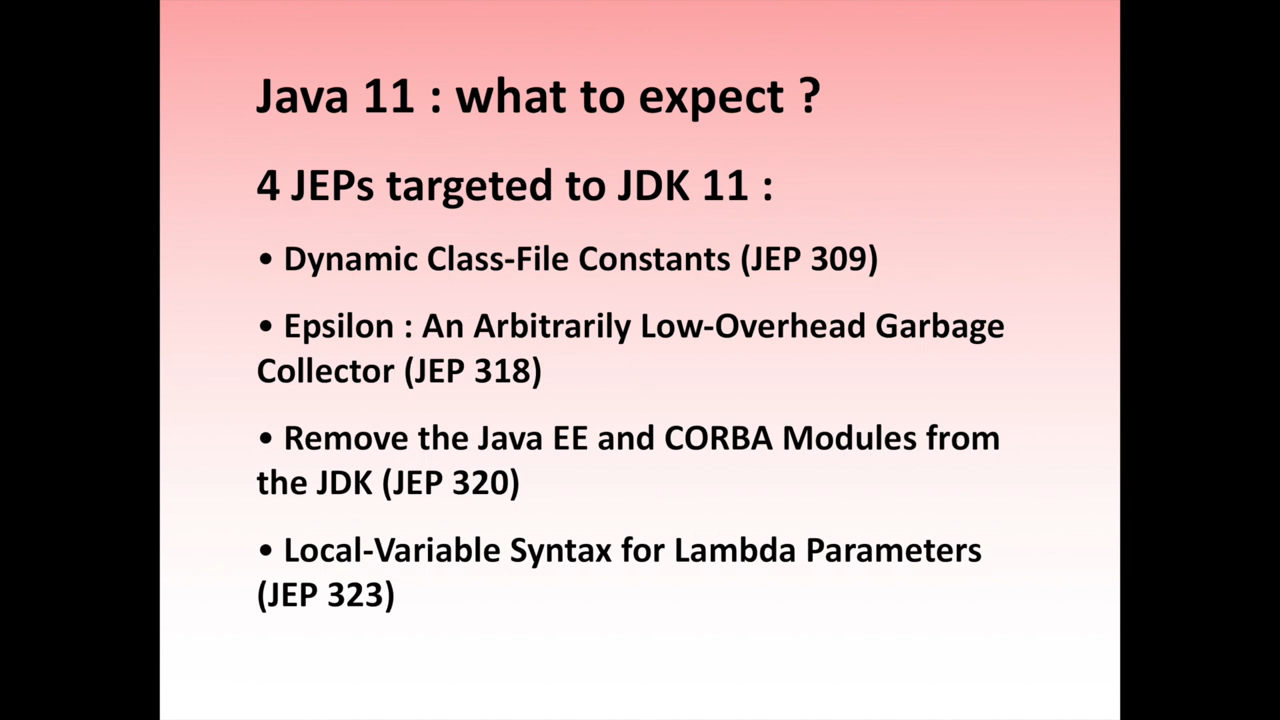 Java 11 : what to expect ?
4 JEPs targeted to JDK 11 :
• Dynamic Class-File Constants (JEP 309)
• Epsilon : An Arbitrarily Low-Overhead Garbage
Collector (JEP 318)
• Remove the Java EE and CORBA Modules from
the JDK (JEP 320)
• Local-Variable Syntax for Lambda Parameters
(JEP 323)